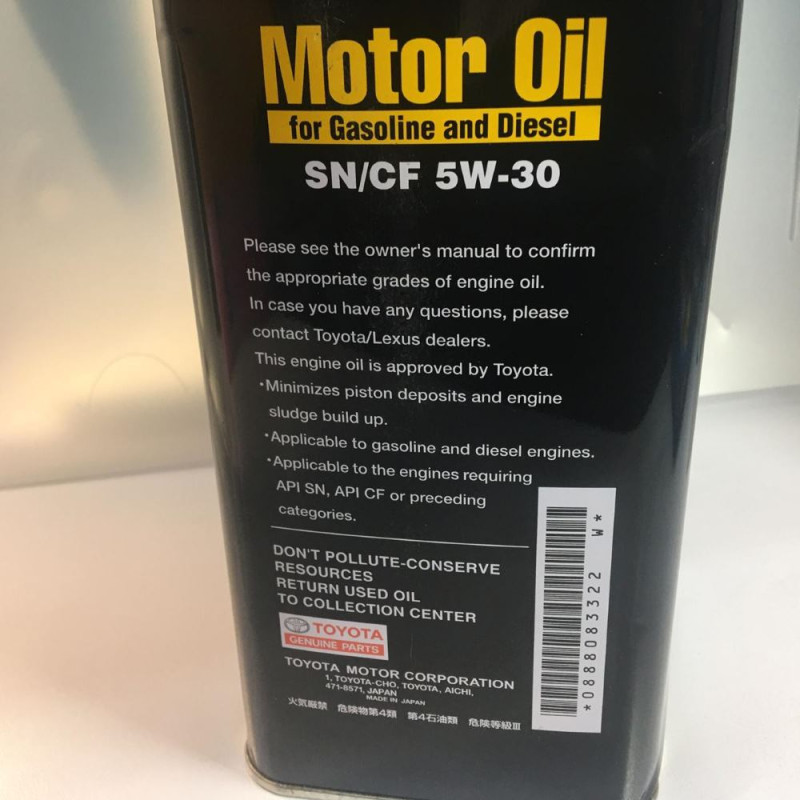 Motor Oil
for Gasoline and Diesel
SN/CF 5W-30
Please see the owner's manual to confirm
the appropriate grades of engine oil.
In case you have any questions, please
contact Toyota/Lexus dealers.
This engine oil is approved by Toyota.
・Minimizes piston deposits and engine
sludge build up.
・Applicable to gasoline and diesel engines.
・Applicable to the engines requiring
API SN, API CF or preceding
categories.
DON'T POLLUTE-CONSERVE
RESOURCES
RETURN USED OIL
TO COLLECTION CENTER
TOYOTA
GENUINE PARTS
TOYOTA MOTOR CORPORATION
1, TOYOTA-CHO, TOYOTA, AICHI,
471-8571, JAPAN
MADE IN JAPAN
火気厳禁 危険物第4類 第4石油類 危険等級Ⅲ
*0888083322 W*